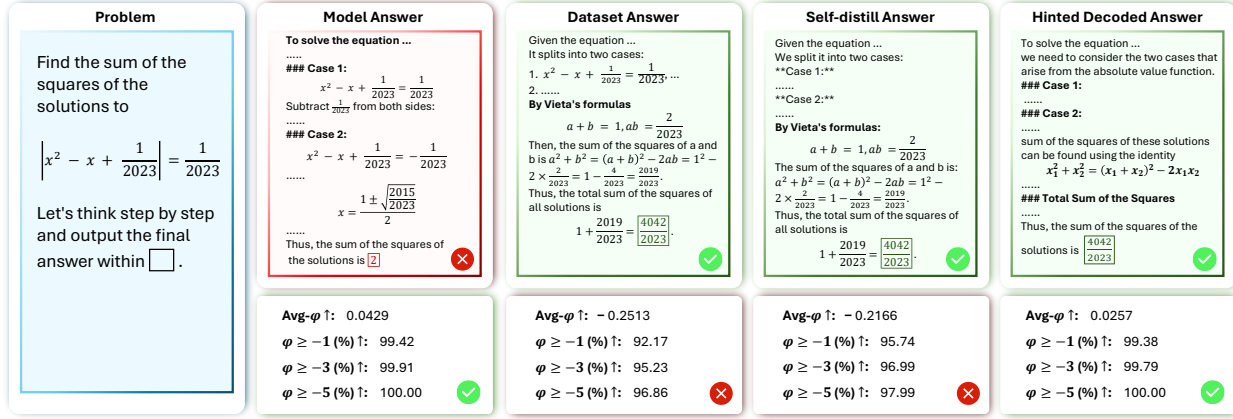 Problem
Find the sum of the
squares of the
solutions to
|x² − x + 1/2023| = 1/2023
Let's think step by step
and output the final
answer within □ .
Model Answer
To solve the equation ...
.....
### Case 1:
x² − x + 1/2023 = 1/2023
Subtract 1/2023 from both sides:
......
### Case 2:
x² − x + 1/2023 = − 1/2023
......
x = (1 ± √(2015/2023))/2
......
Thus, the sum of the squares of
the solutions is 2
Dataset Answer
Given the equation ...
It splits into two cases:
1. x² − x + 1/2023 = 1/2023, ...
2. ......
By Vieta's formulas
a + b = 1, ab = 2/2023
Then, the sum of the squares of a and
b is a² + b² = (a + b)² − 2ab = 1² −
2 × 2/2023 = 1 − 4/2023 = 2019/2023.
Thus, the total sum of the squares of
all solutions is
1 + 2019/2023 = 4042/2023.
Self-distill Answer
Given the equation ...
We split it into two cases:
**Case 1:**
......
**Case 2:**
......
By Vieta's formulas:
a + b = 1, ab = 2/2023
The sum of the squares of a and b is:
a² + b² = (a + b)² − 2ab = 1² −
2 × 2/2023 = 1 − 4/2023 = 2019/2023.
Thus, the total sum of the squares of
all solutions is
1 + 2019/2023 = 4042/2023.
Hinted Decoded Answer
To solve the equation ...
we need to consider the two cases that
arise from the absolute value function.
### Case 1:
......
### Case 2:
......
sum of the squares of these solutions
can be found using the identity
x₁² + x₂² = (x₁ + x₂)² − 2x₁x₂
......
### Total Sum of the Squares
......
Thus, the sum of the squares of the
solutions is 4042/2023
Avg-φ ↑: 0.0429
φ ≥ −1 (%) ↑: 99.42
φ ≥ −3 (%) ↑: 99.91
φ ≥ −5 (%) ↑: 100.00
Avg-φ ↑: − 0.2513
φ ≥ −1 (%) ↑: 92.17
φ ≥ −3 (%) ↑: 95.23
φ ≥ −5 (%) ↑: 96.86
Avg-φ ↑: − 0.2166
φ ≥ −1 (%) ↑: 95.74
φ ≥ −3 (%) ↑: 96.99
φ ≥ −5 (%) ↑: 97.99
Avg-φ ↑: 0.0257
φ ≥ −1 (%) ↑: 99.38
φ ≥ −3 (%) ↑: 99.79
φ ≥ −5 (%) ↑: 100.00